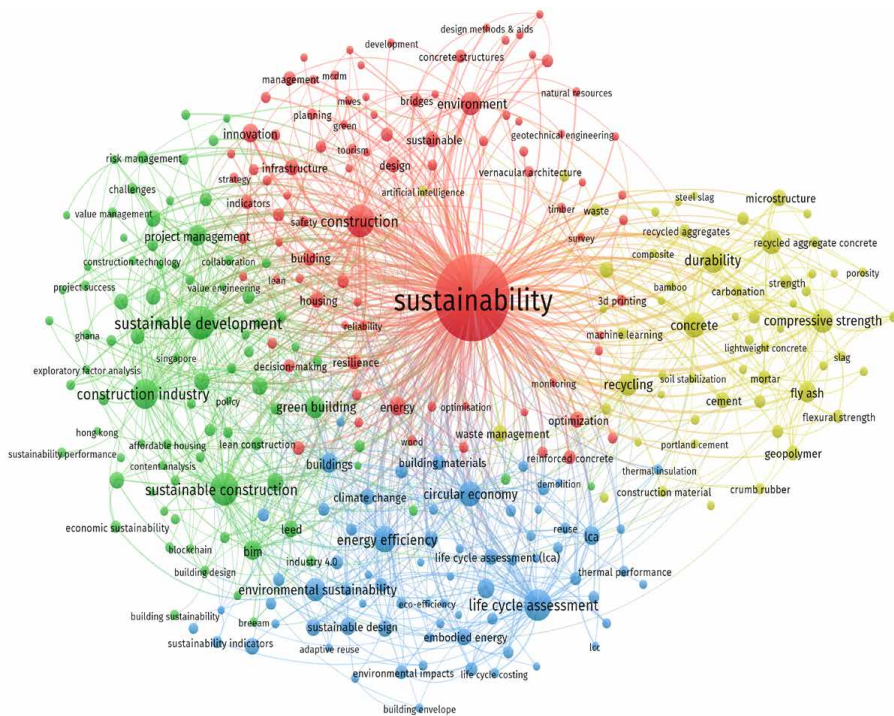 design methods & aids
development
concrete structures
management
mcdm
natural resources
mives
bridges
environment
planning
green
innovation
sustainable
geotechnical engineering
tourism
risk management
infrastructure
design
vernacular architecture
strategy
challenges
artificial intelligence
steel slag
microstructure
indicators
timber
waste
value management
safety
construction
recycled aggregates
project management
survey
recycled aggregate concrete
durability
building
composite
construction technology
collaboration
porosity
lean
strength
project success
value engineering
bamboo
carbonation
housing
sustainability
3d printing
sustainable development
reliability
concrete
compressive strength
ghana
machine learning
lightweight concrete
singapore
slag
decision-making
resilience
exploratory factor analysis
soil stabilization
mortar
monitoring
recycling
construction industry
policy
fly ash
green building
energy
optimisation
cement
flexural strength
optimization
hong kong
waste management
affordable housing
lean construction
wood
portland cement
sustainability performance
reinforced concrete
geopolymer
content analysis
buildings
building materials
thermal insulation
sustainable construction
climate change
circular economy
demolition
construction material
crumb rubber
economic sustainability
leed
reuse
energy efficiency
lca
blockchain
bim
industry 4.0
life cycle assessment (lca)
building design
thermal performance
environmental sustainability
eco-efficiency
life cycle assessment
building sustainability
breeam
sustainable design
sustainability indicators
embodied energy
adaptive reuse
lcc
environmental impacts
life cycle costing
building envelope